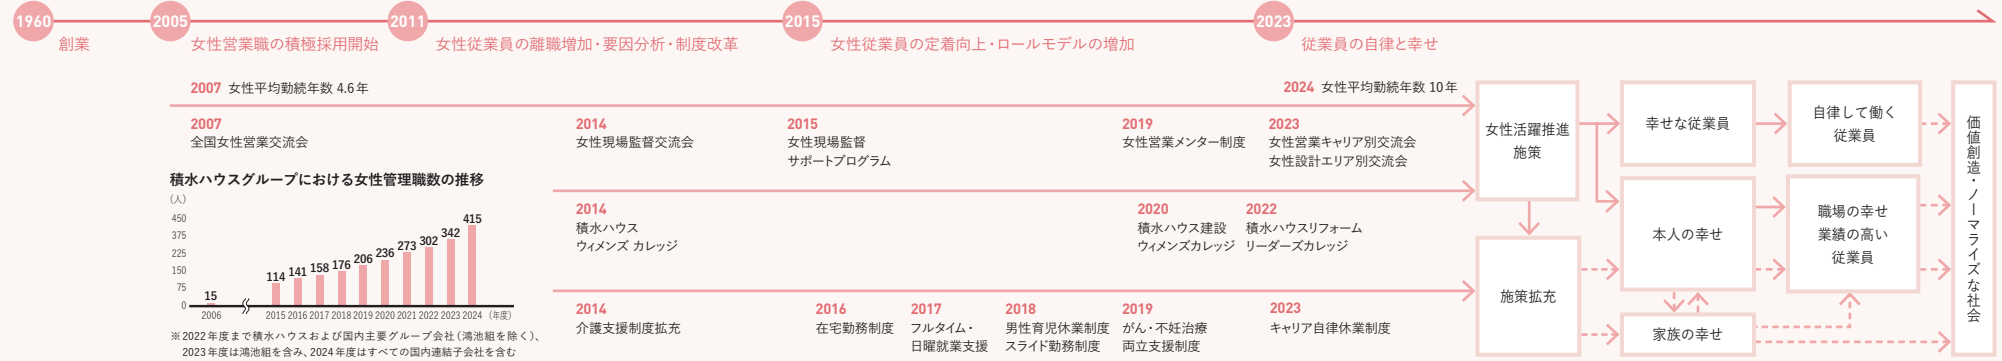 1960
創業
2005
女性営業職の積極採用開始
2011
女性従業員の離職増加・要因分析・制度改革
2015
女性従業員の定着向上・ロールモデルの増加
2023
従業員の自律と幸せ
2007 女性平均勤続年数 4.6年
2024 女性平均勤続年数 10年
2007
全国女性営業交流会
2014
女性現場監督交流会
2015
女性現場監督
サポートプログラム
2019
女性営業メンター制度
2023
女性営業キャリア別交流会
女性設計エリア別交流会
積水ハウスグループにおける女性管理職数の推移
(人)
450
375
225
150
75
0
15
114
141
158
176
206
236
273
302
342
415
2006
2015 2016 2017 2018 2019 2020 2021 2022 2023 2024 (年度)
※2022年度まで積水ハウスおよび国内主要グループ会社(鴻池組を除く)、
2023年度は鴻池組を含み、2024年度はすべての国内連結子会社を含む
2014
積水ハウス
ウィメンズ カレッジ
2020
積水ハウス建設
ウィメンズカレッジ
2022
積水ハウスリフォーム
リーダーズカレッジ
2014
介護支援制度拡充
2016
在宅勤務制度
2017
フルタイム・
日曜就業支援
2018
男性育児休業制度
スライド勤務制度
2019
がん・不妊治療
両立支援制度
2023
キャリア自律休業制度
女性活躍推進
施策
施策拡充
幸せな従業員
本人の幸せ
家族の幸せ
自律して働く
従業員
職場の幸せ
業績の高い
従業員
価値創造・ノーマライズな社会